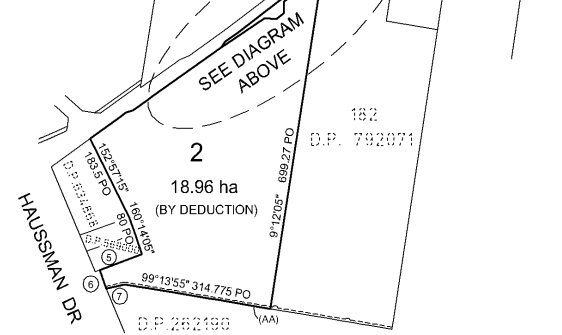 SEE DIAGRAM
ABOVE
182
D.P. 792071
2
18.96 ha
(BY DEDUCTION)
152°57'15"
183.5 PO
D.P.634868
160°14'05"
80 PO
699.27 PO
9°12'05"
HAUSSMAN DR
5
6
7
99°13'55" 314.775 PO
(AA)
D.P.262190